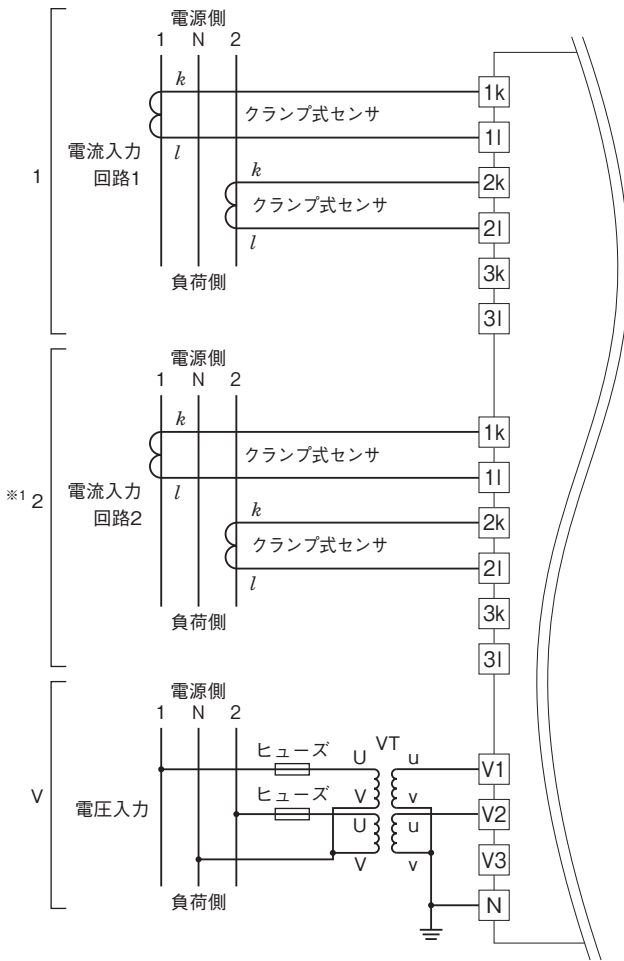 電源側
1 N 2
k
1k
クランプ式センサ
l
1l
電流入力
回路1
1
k
2k
クランプ式センサ
l
2l
3k
負荷側
3l
電源側
1 N 2
k
1k
クランプ式センサ
l
1l
※1 2
電流入力
回路2
k
2k
クランプ式センサ
l
2l
3k
負荷側
3l
電源側
1 N 2
VT
ヒューズ
U u
V1
ヒューズ
V v
V
電圧入力
U u
V2
V v
V3
負荷側
N